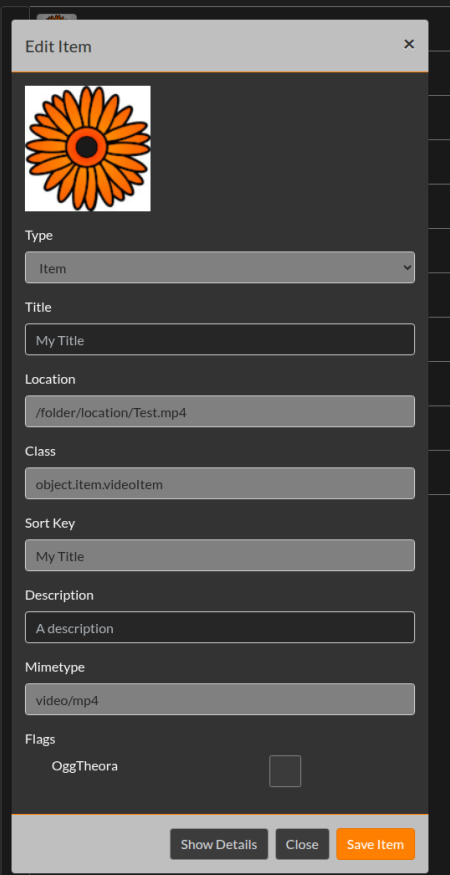 Edit Item
×
Type
Item
Title
My Title
Location
/folder/location/Test.mp4
Class
object.item.videoItem
Sort Key
My Title
Description
A description
Mimetype
video/mp4
Flags
OggTheora
Show Details Close Save Item